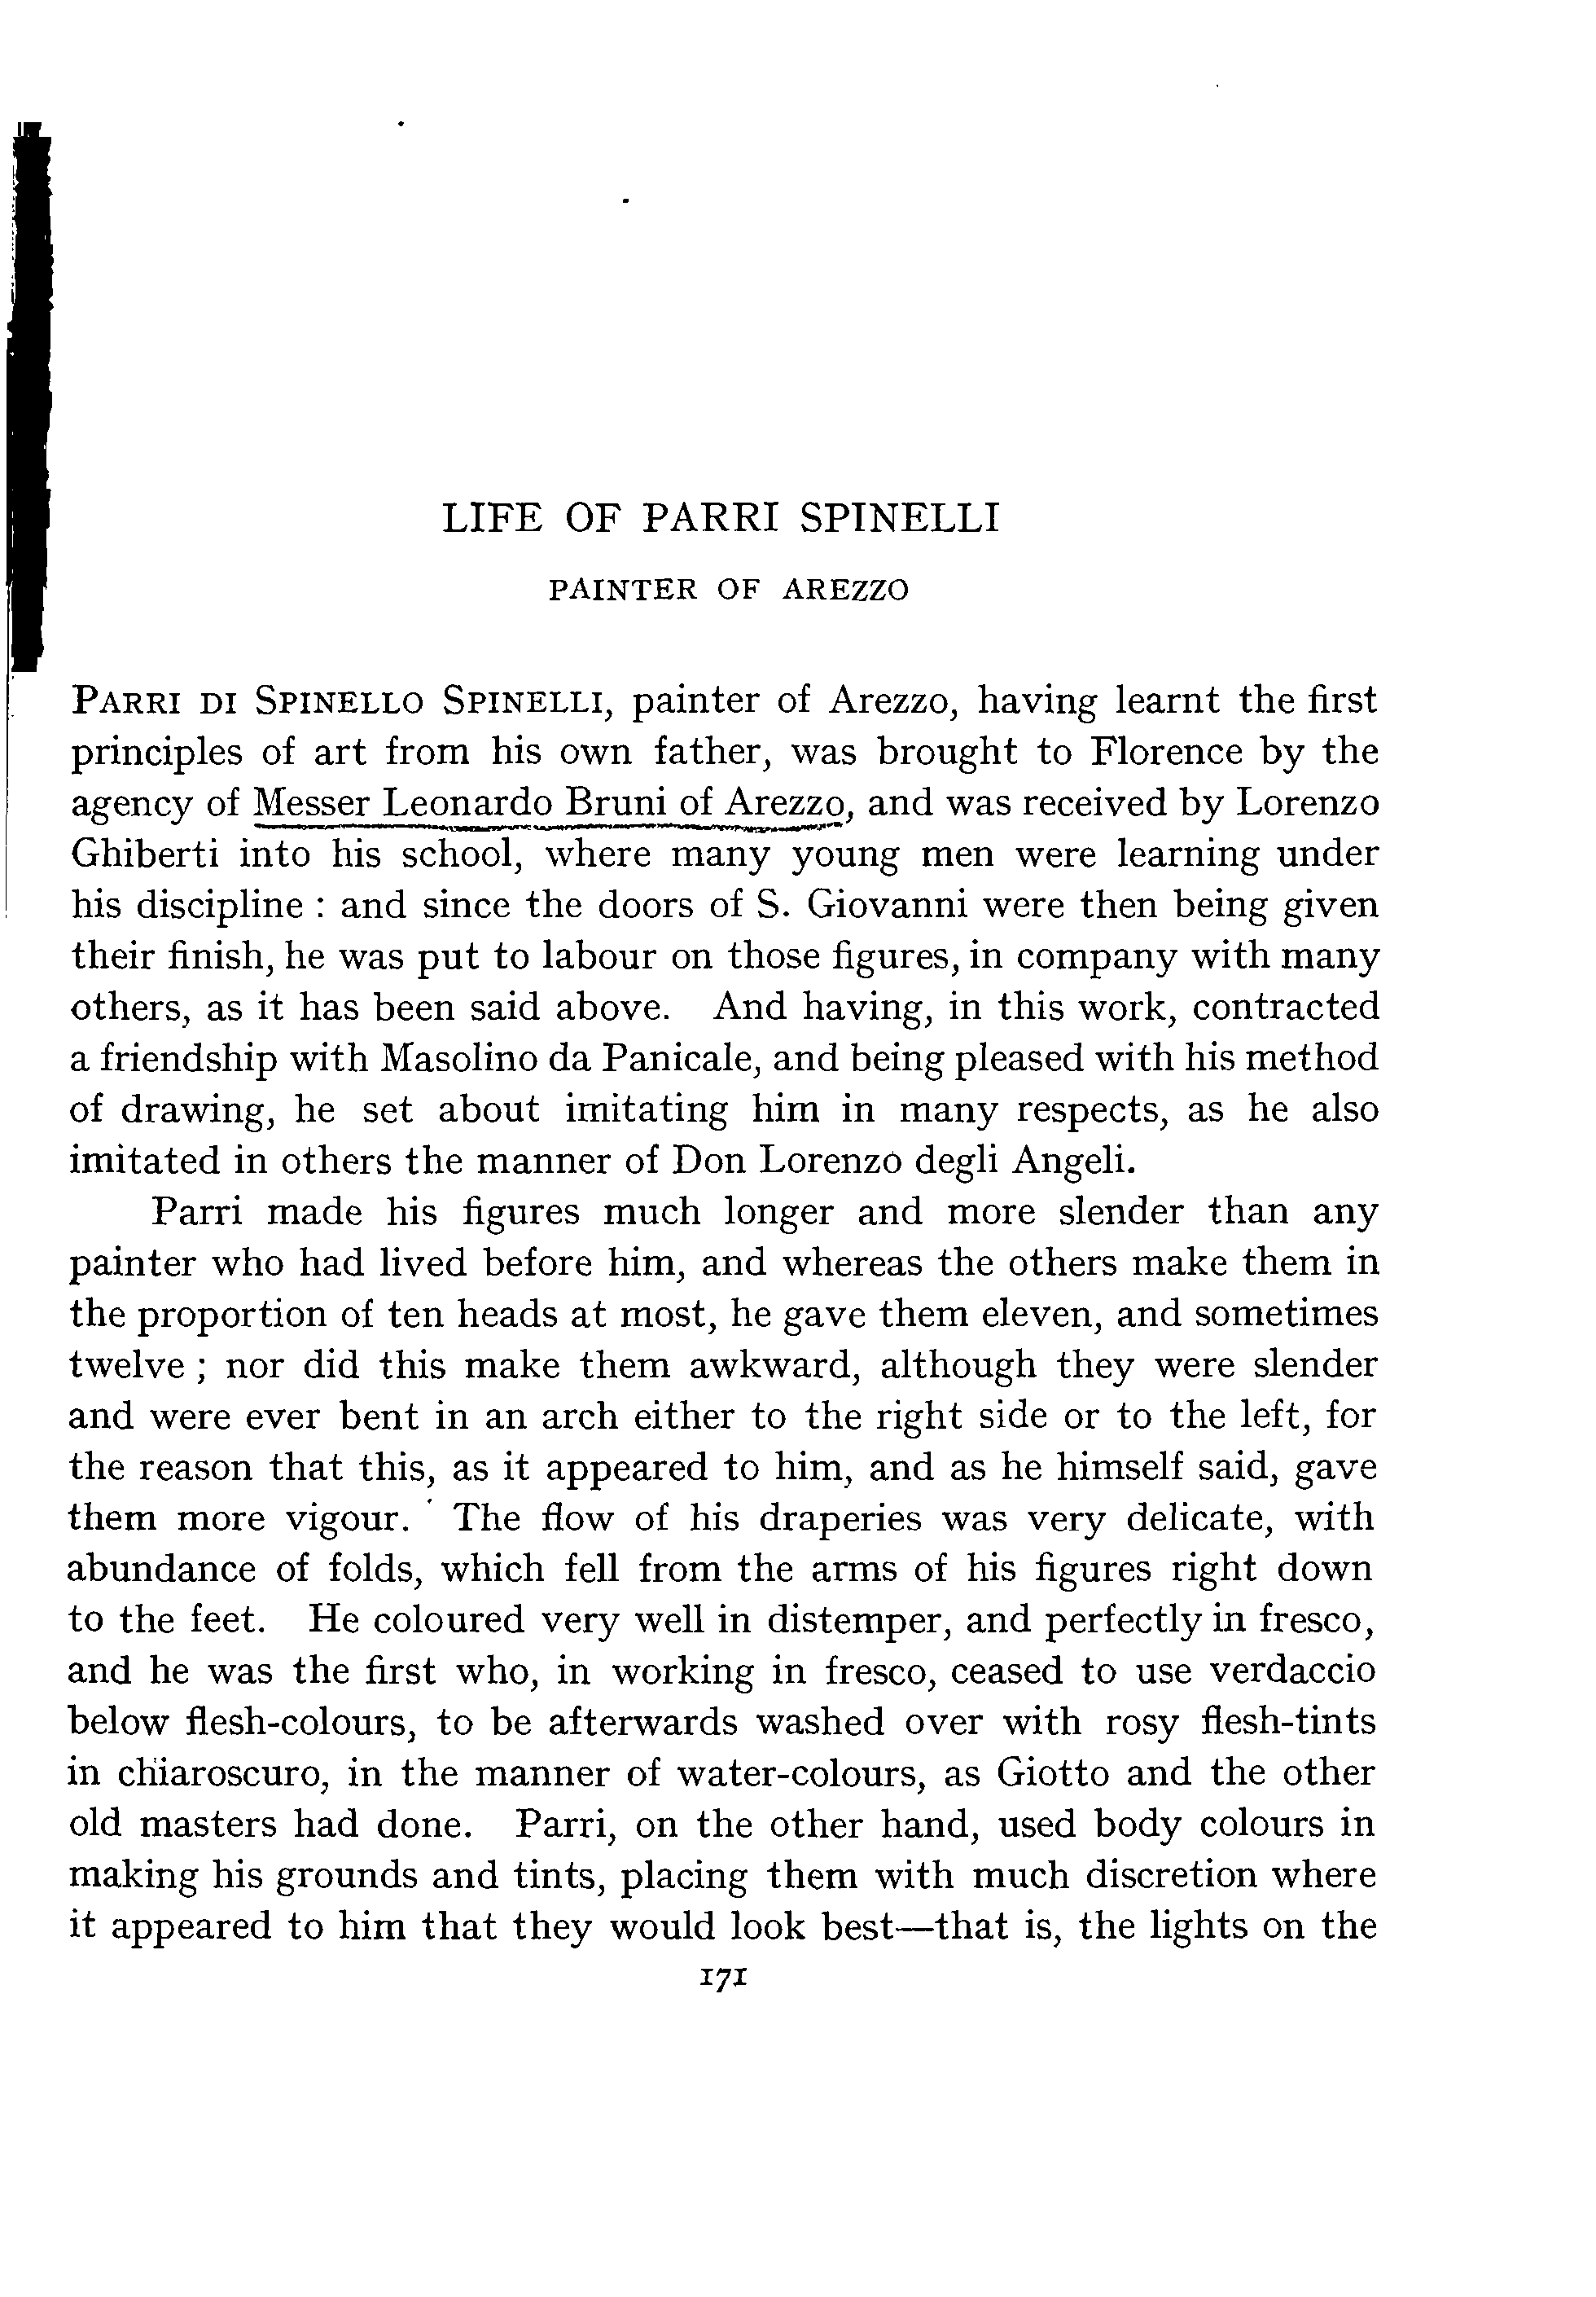 LIFE OF PARRI SPINELLI
PAINTER OF AREZZO
PARRI DI SPINELLO SPINELLI, painter of Arezzo, having learnt the first
principles of art from his own father, was brought to Florence by the
agency of Messer Leonardo Bruni of Arezzo, and was received by Lorenzo
Ghiberti into his school, where many young men were learning under
his discipline : and since the doors of S. Giovanni were then being given
their finish, he was put to labour on those figures, in company with many
others, as it has been said above. And having, in this work, contracted
a friendship with Masolino da Panicale, and being pleased with his method
of drawing, he set about imitating him in many respects, as he also
imitated in others the manner of Don Lorenzo degli Angeli.
Parri made his figures much longer and more slender than any
painter who had lived before him, and whereas the others make them in
the proportion of ten heads at most, he gave them eleven, and sometimes
twelve ; nor did this make them awkward, although they were slender
and were ever bent in an arch either to the right side or to the left, for
the reason that this, as it appeared to him, and as he himself said, gave
them more vigour. The flow of his draperies was very delicate, with
abundance of folds, which fell from the arms of his figures right down
to the feet. He coloured very well in distemper, and perfectly in fresco,
and he was the first who, in working in fresco, ceased to use verdaccio
below flesh-colours, to be afterwards washed over with rosy flesh-tints
in chiaroscuro, in the manner of water-colours, as Giotto and the other
old masters had done. Parri, on the other hand, used body colours in
making his grounds and tints, placing them with much discretion where
it appeared to him that they would look best—that is, the lights on the
171